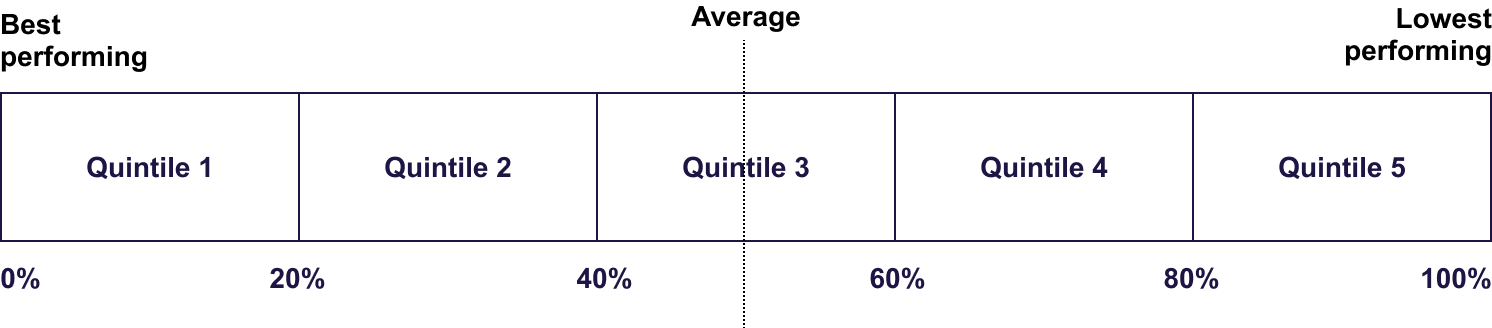 Best
performing
Average
Lowest
performing
Quintile 1
Quintile 2
Quintile 3
Quintile 4
Quintile 5
0%
20%
40%
60%
80%
100%